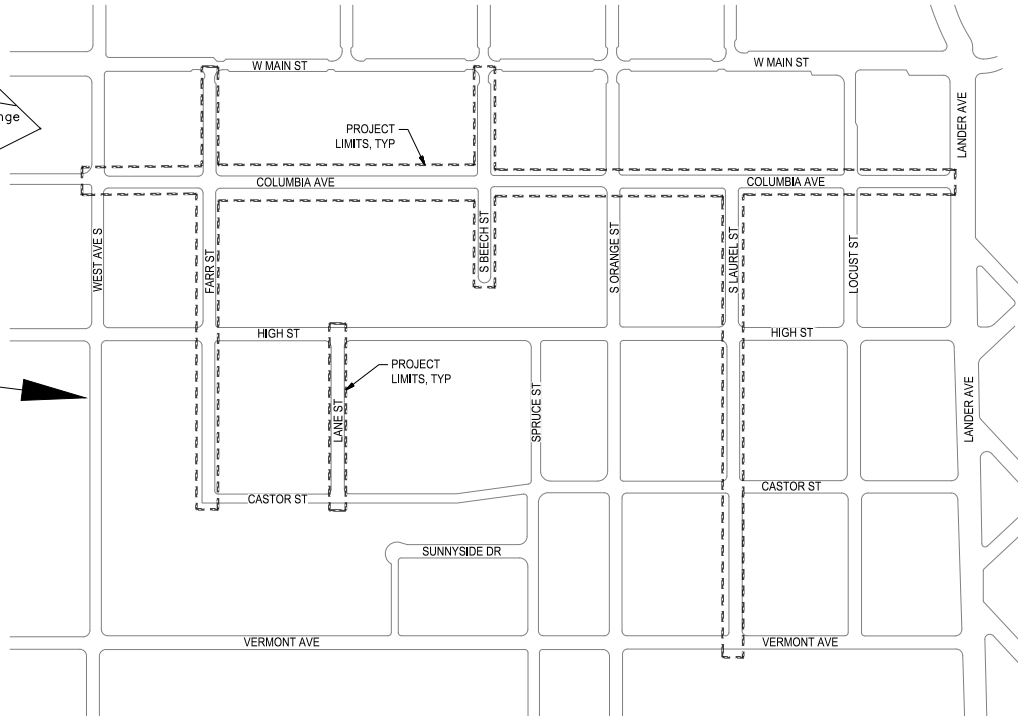 W MAIN ST
W MAIN ST
LANDER AVE
PROJECT
LIMITS, TYP
COLUMBIA AVE
COLUMBIA AVE
WEST AVE S
FARR ST
S BEECH ST
S ORANGE ST
S LAUREL ST
LOCUST ST
HIGH ST
HIGH ST
PROJECT
LIMITS, TYP
LANE ST
SPRUCE ST
LANDER AVE
CASTOR ST
CASTOR ST
SUNNYSIDE DR
VERMONT AVE
VERMONT AVE